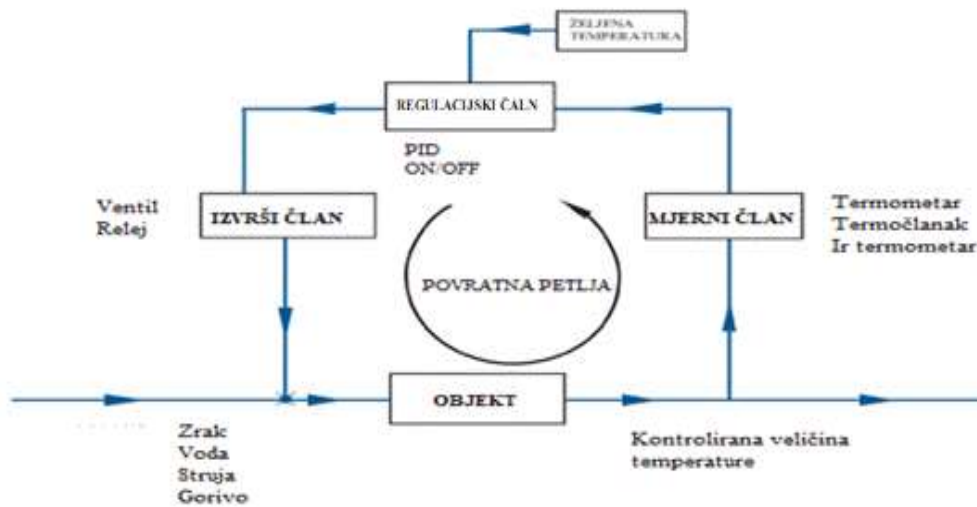 ŽELJENA
TEMPERATURA
REGULACIJSKI ČALN
PID
ON/OFF
Ventil
Relej
IZVRŠI ČLAN
MJERNI ČLAN
Termometar
Termočlanak
Ir termometar
POVRATNA PETLJA
OBJEKT
Zrak
Voda
Struja
Gorivo
Kontrolirana veličina
temperature